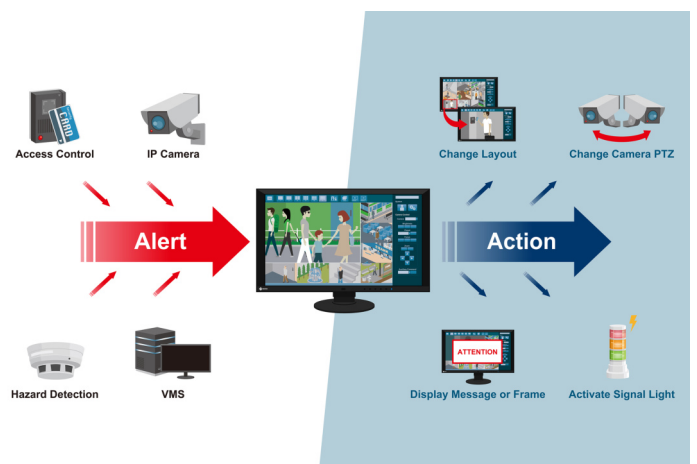 CARD
Access Control
IP Camera
Change Layout
Change Camera PTZ
Alert
Action
ATTENTION
Hazard Detection
VMS
Display Message or Frame
Activate Signal Light